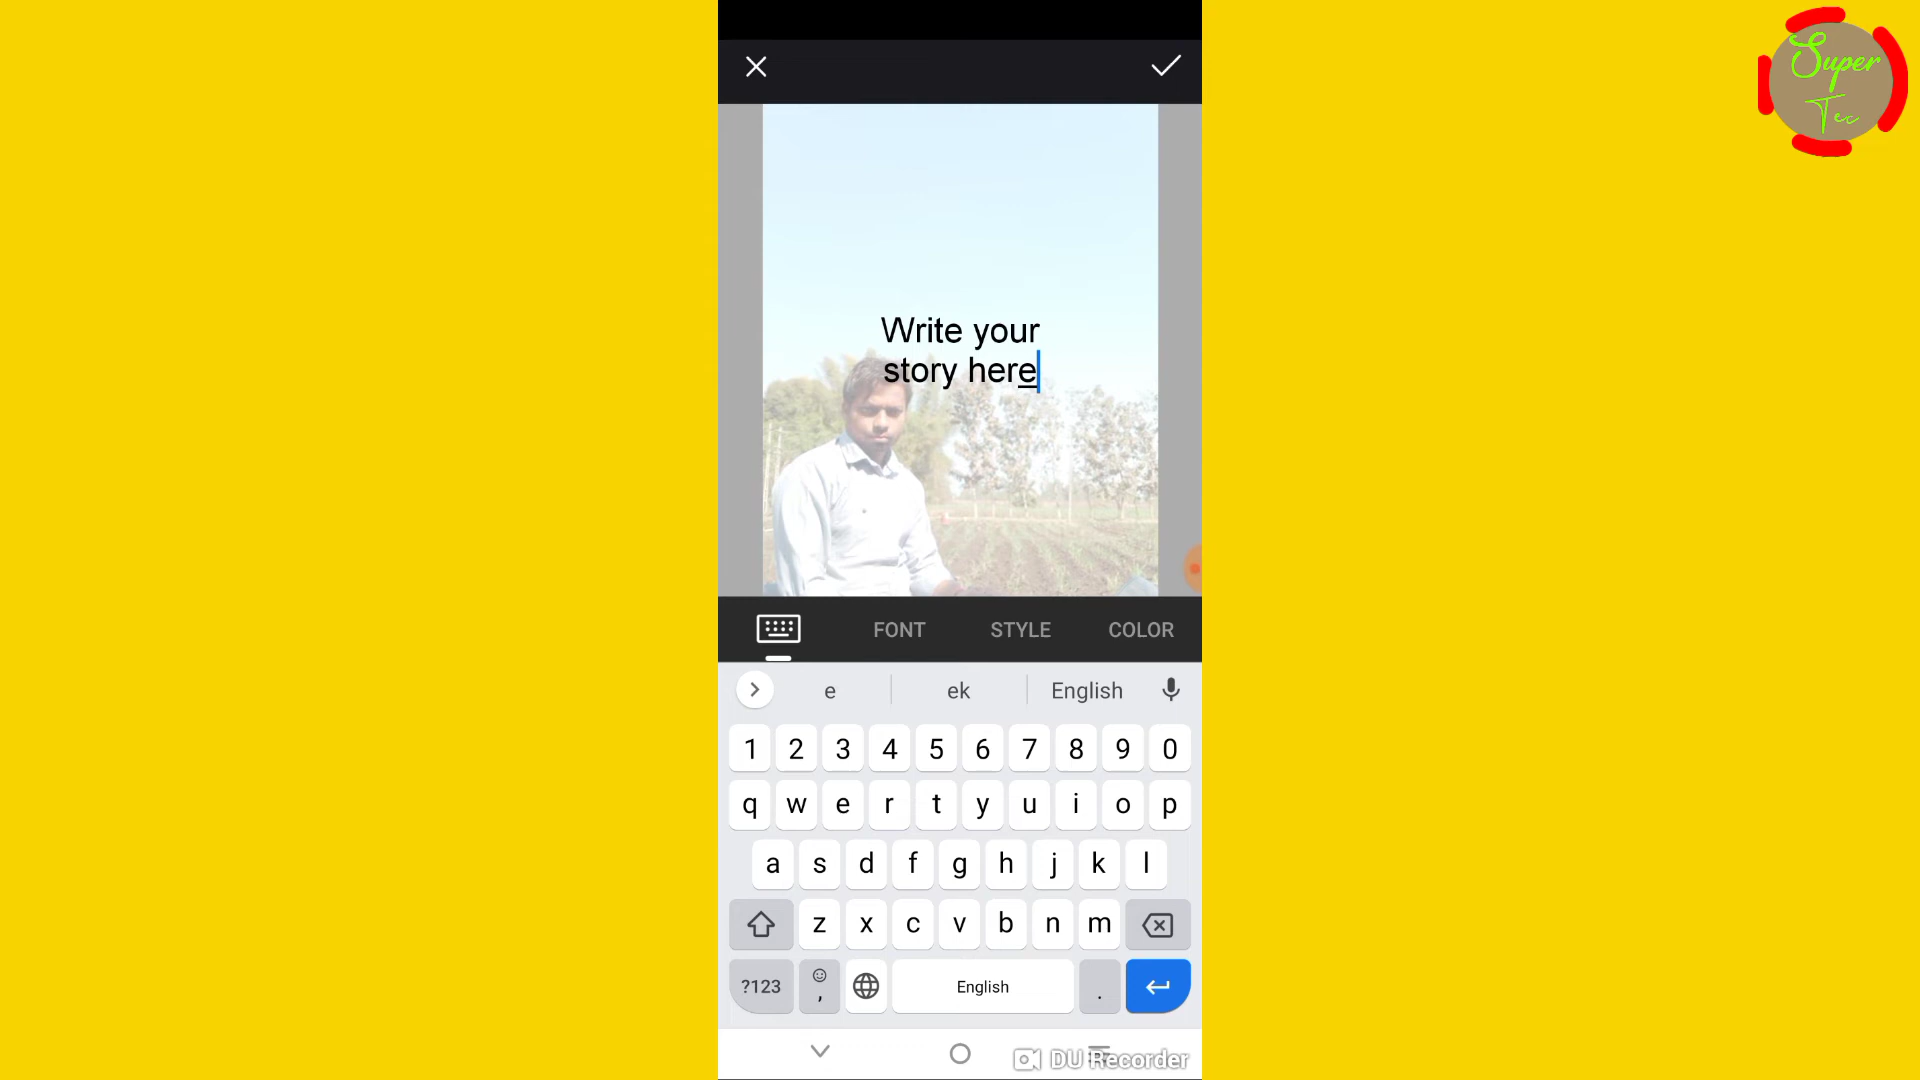 Super
Tec
Write your
story here
FONT STYLE COLOR
e ek English
1 2 3 4 5 6 7 8 9 0
q w e r t y u i o p
a s d f g h j k l
z x c v b n m
?123 , English .
DU Recorder